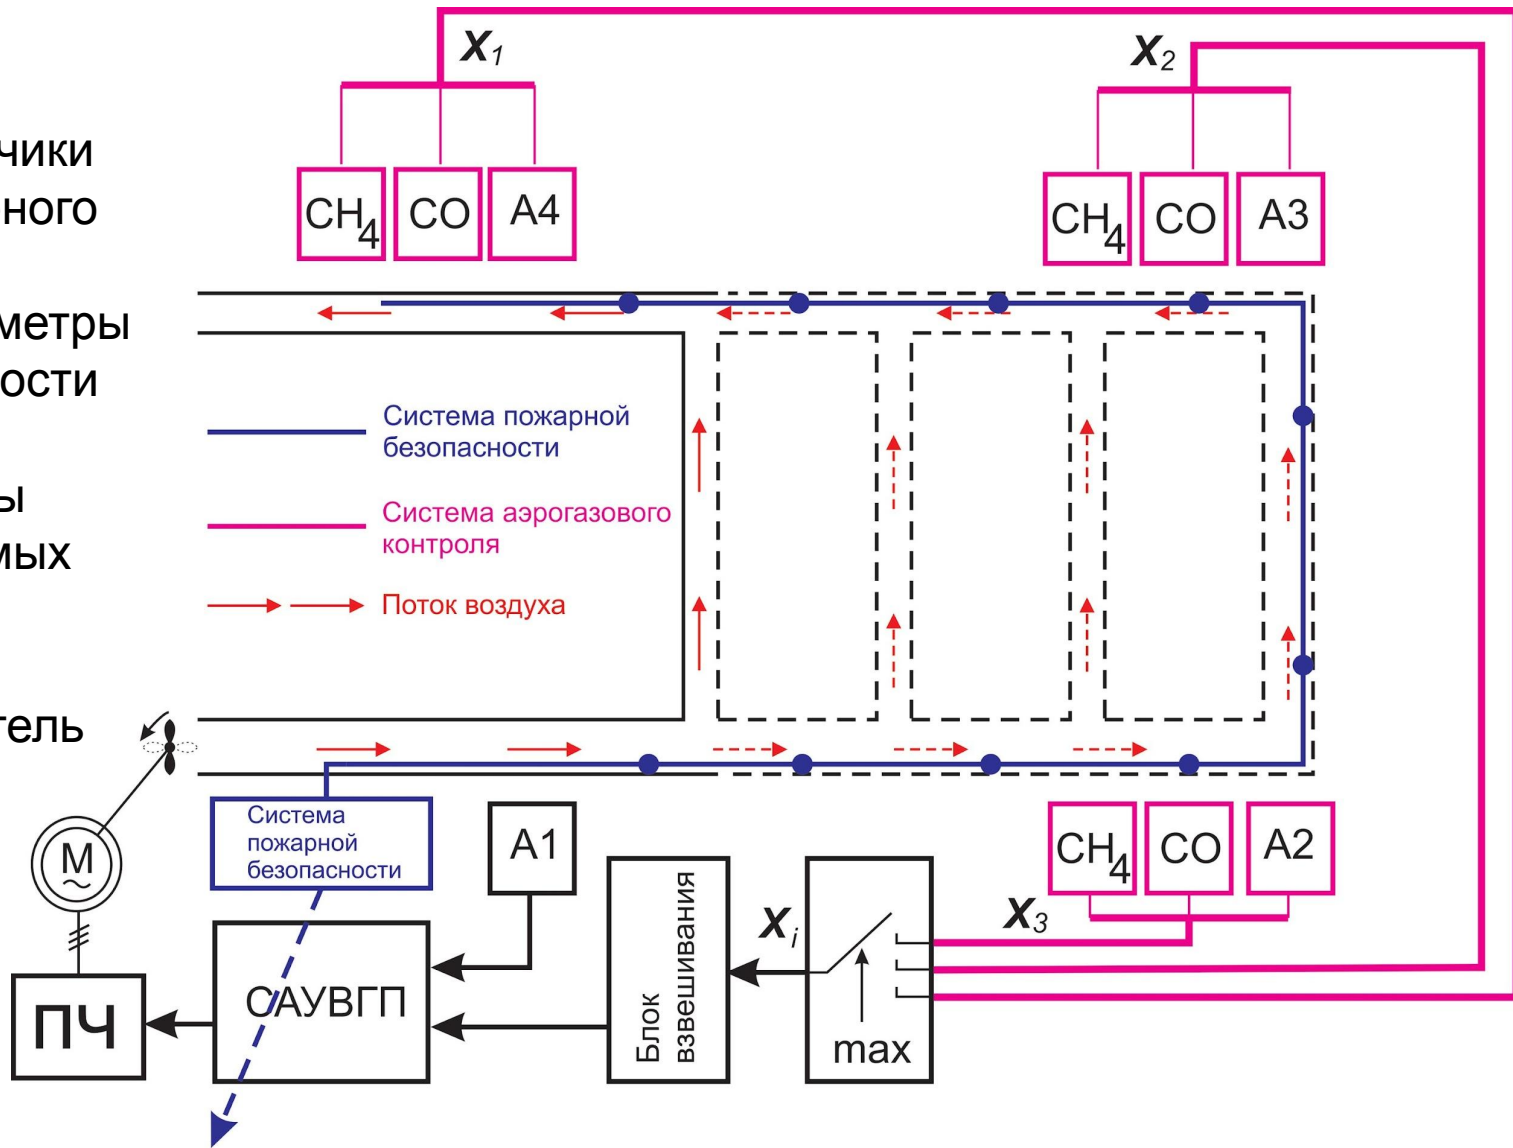 X1
X2
чики
ного
метры
ости
ы
мых
тель
CH4
CO
A4
CH4
CO
A3
Система пожарной
безопасности
Система аэрогазового
контроля
Поток воздуха
Система
пожарной
безопасности
A1
CH4
CO
A2
M
~
X3
Xi
Блок
взвешивания
САУВГП
ПЧ
max